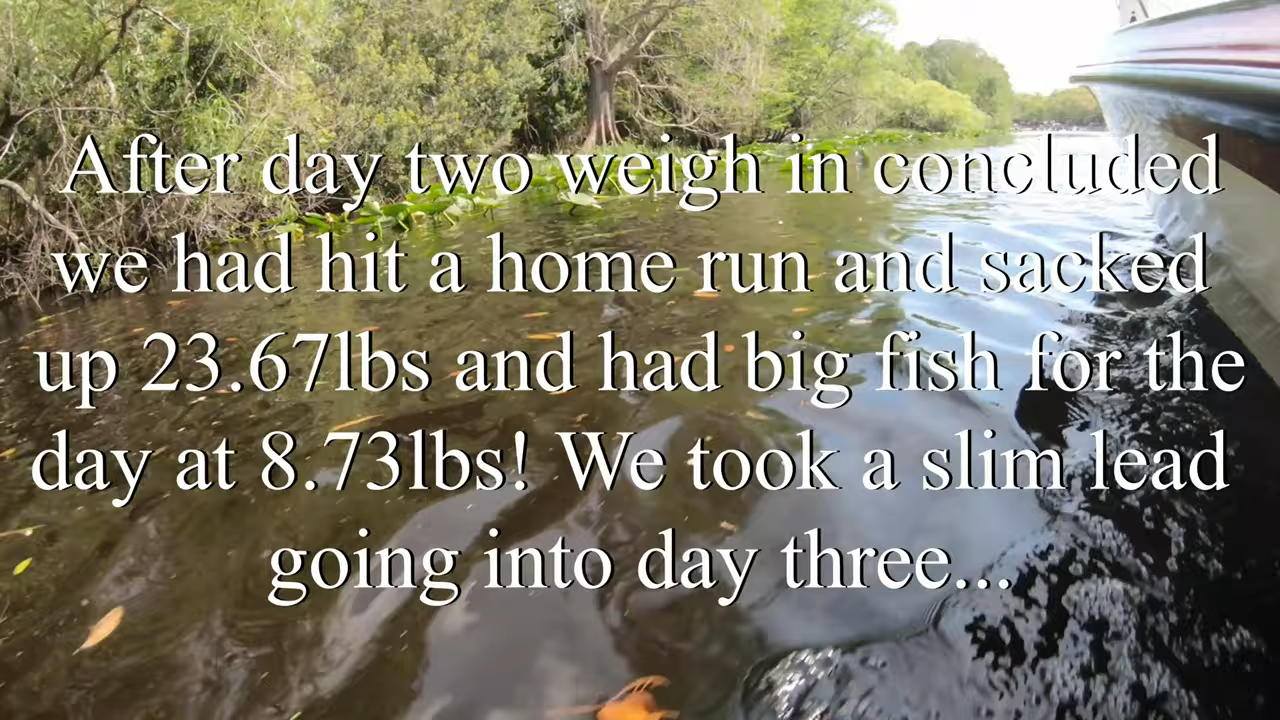 After day two weigh in concluded
we had hit a home run and sacked
up 23.67lbs and had big fish for the
day at 8.73lbs! We took a slim lead
going into day three...